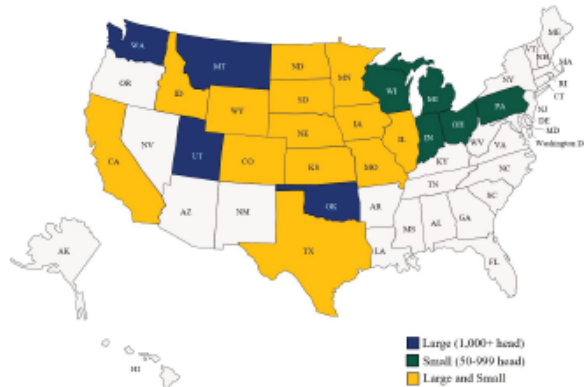 WA
MT
ND
MN
OR
ID
SD
WI
MI
WY
IA
NE
NV
UT
CO
CA
KS
MO
IL
IN
OH
PA
NY
VT
NH
ME
MA
RI
CT
NJ
DE
MD
Washington D
WV
VA
KY
NC
TN
SC
AZ
NM
OK
AR
MS
AL
GA
LA
TX
FL
AK
HI
Large (1,000+ head)
Small (50-999 head)
Large and Small